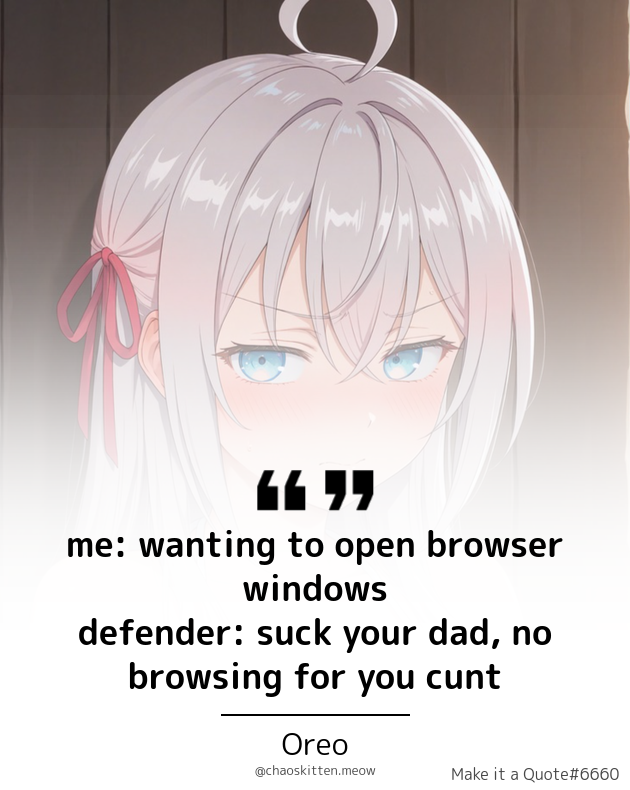 ❝❞
me: wanting to open browser
windows
defender: suck your dad, no
browsing for you cunt
Oreo
@chaoskitten.meow
Make it a Quote#6660